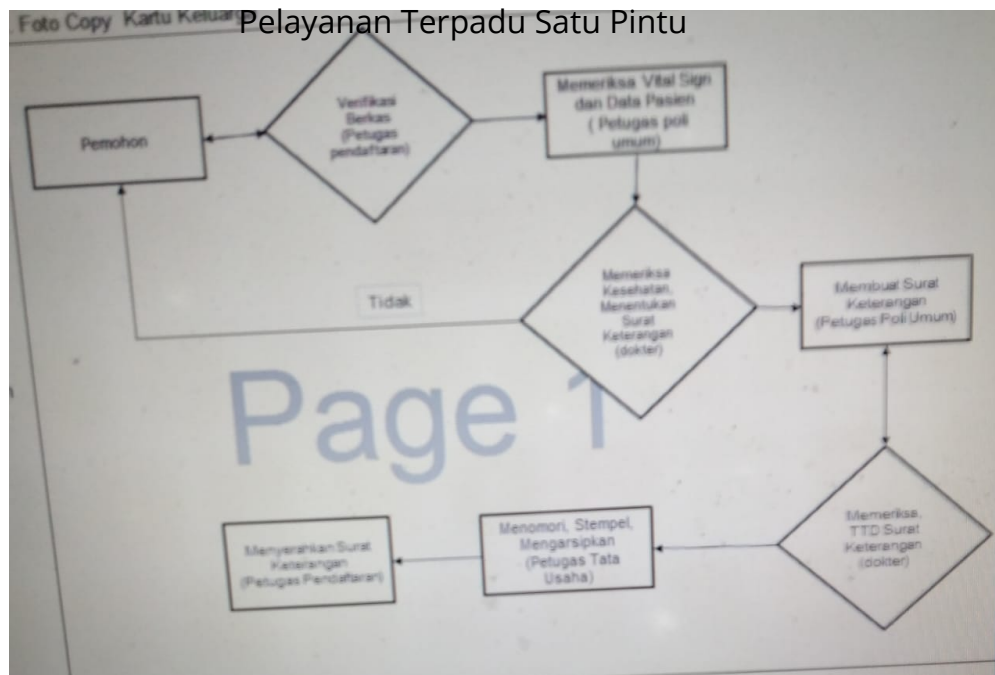 Foto Copy Kartu Keluarga
Pelayanan Terpadu Satu Pintu
Pemohon
Verifikasi
Berkas
(Petugas
pendaftaran)
Memeriksa Vital Sign
dan Data Pasien
( Petugas poli
umum)
Memeriksa
Kesehatan,
Menentukan
Surat
Keterangan
(dokter)
Tidak
Membuat Surat
Keterangan
(Petugas Poli Umum)
Page 1
Memeriksa,
TTD Surat
Keterangan
(dokter)
Menomori, Stempel,
Mengarsipkan
(Petugas Tata
Usaha)
Menyerahkan Surat
Keterangan
(Petugas Pendaftaran)